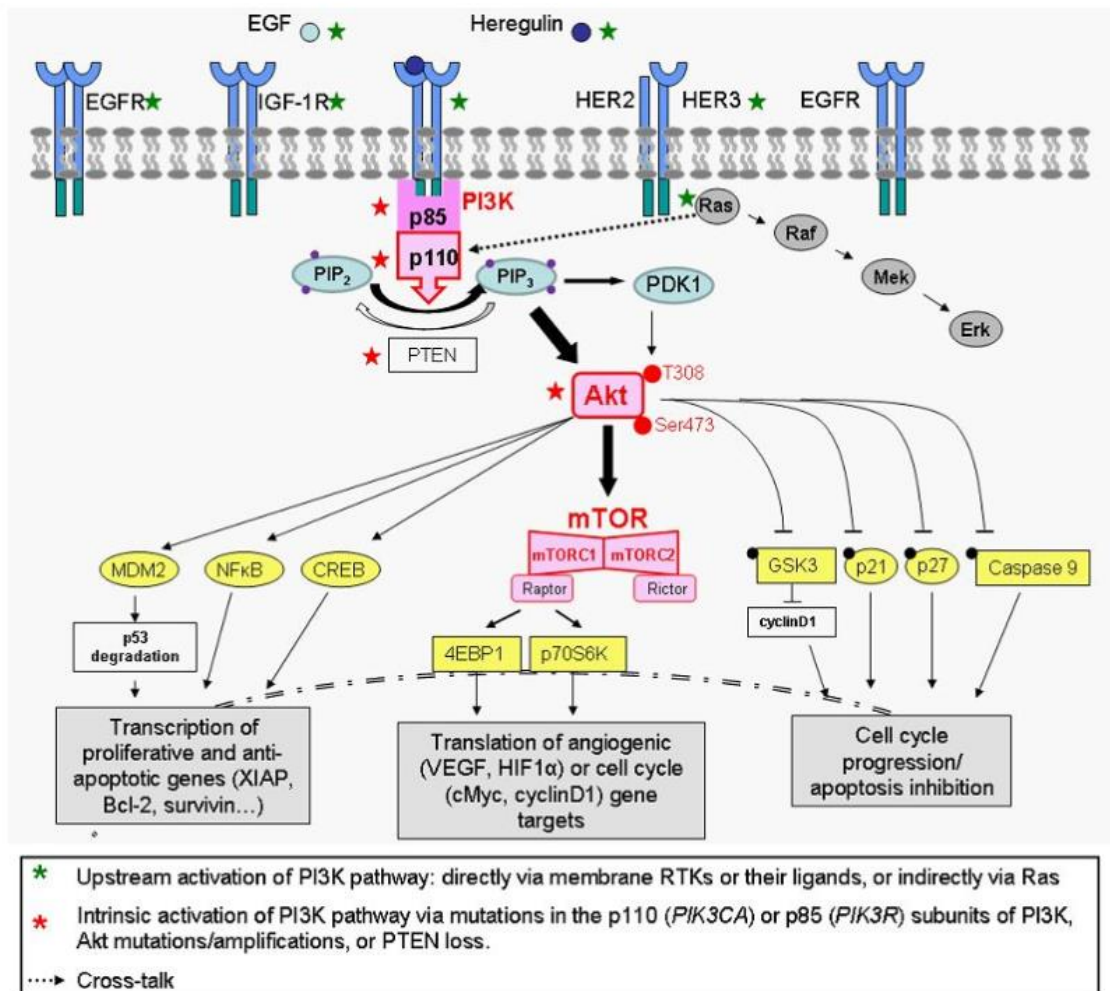 EGF
Heregulin
EGFR
IGF-1R
HER2
HER3
EGFR
PI3K
p85
Ras
p110
Raf
PIP2
PIP3
PDK1
Mek
Erk
PTEN
T308
Akt
Ser473
mTOR
mTORC1
mTORC2
MDM2
NFκB
CREB
GSK3
p21
p27
Caspase 9
Raptor
Rictor
cyclinD1
p53
degradation
4EBP1
p70S6K
Transcription of
proliferative and anti-
apoptotic genes (XIAP,
Bcl-2, survivin…)
Translation of angiogenic
(VEGF, HIF1α) or cell cycle
(cMyc, cyclinD1) gene
targets
Cell cycle
progression/
apoptosis inhibition
* Upstream activation of PI3K pathway: directly via membrane RTKs or their ligands, or indirectly via Ras
* Intrinsic activation of PI3K pathway via mutations in the p110 (PIK3CA) or p85 (PIK3R) subunits of PI3K,
Akt mutations/amplifications, or PTEN loss.
Cross-talk